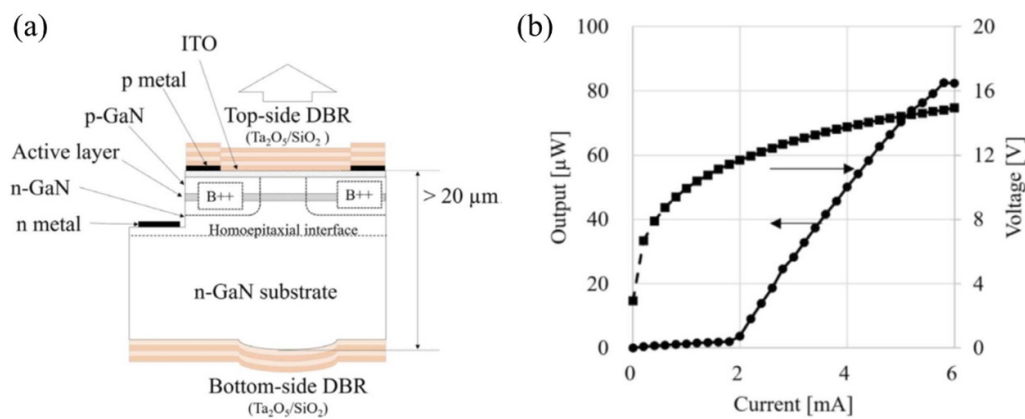 (a)
ITO
p metal
p-GaN
Active layer
n-GaN
n metal
Top-side DBR
(Ta₂O₅/SiO₂ )
B++
B++
> 20 µm
Homoepitaxial interface
n-GaN substrate
Bottom-side DBR
(Ta₂O₅/SiO₂)
(b)
100
80
60
40
20
0
Output [µW]
20
16
12
8
4
0
Voltage [V]
0
2
4
6
Current [mA]